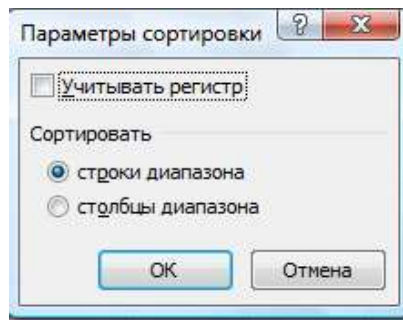 Параметры сортировки ?
Учитывать регистр
Сортировать
строки диапазона
столбцы диапазона
ОК Отмена